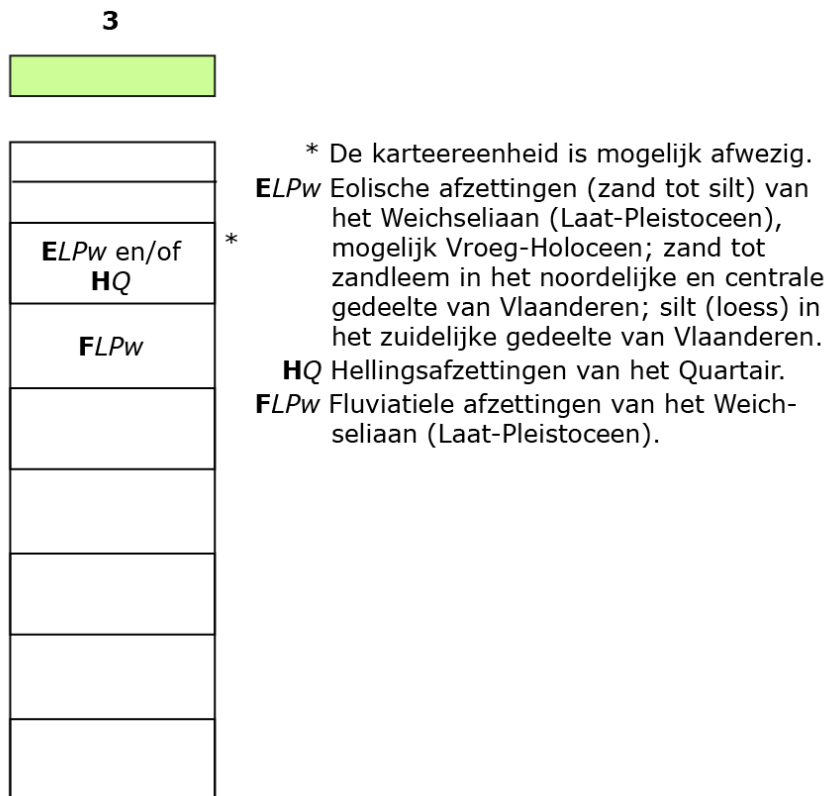 3
ELPw en/of
HQ
*
FLPw
* De karteereenheid is mogelijk afwezig.
ELPw Eolische afzettingen (zand tot silt) van
het Weichseliaan (Laat-Pleistoceen),
mogelijk Vroeg-Holoceen; zand tot
zandleem in het noordelijke en centrale
gedeelte van Vlaanderen; silt (loess) in
het zuidelijke gedeelte van Vlaanderen.
HQ Hellingsafzettingen van het Quartair.
FLPw Fluviatiele afzettingen van het Weich-
seliaan (Laat-Pleistoceen).